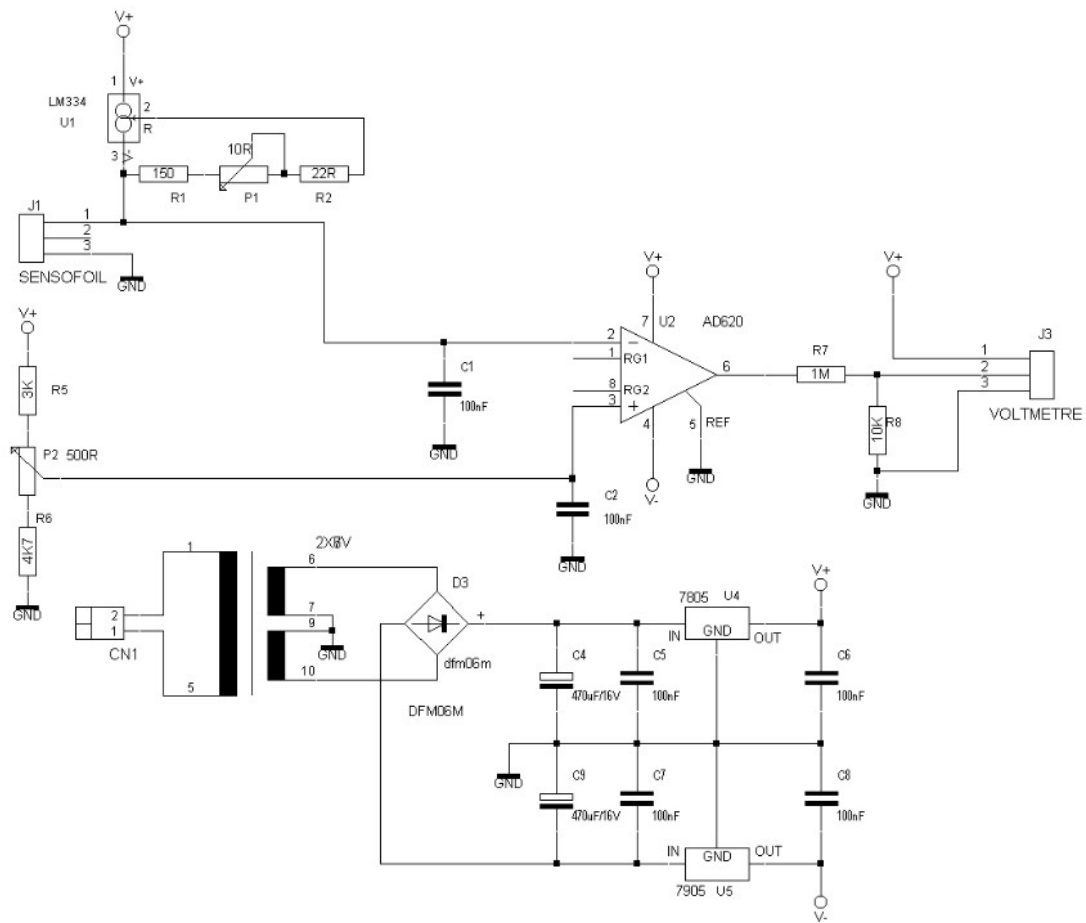 V+
1 V+
LM334
2
U1
R
3 V-
10R
150
22R
R1
P1
R2
J1
1
2
3
SENSOFOIL
GND
V+
V+
V+
7 U2
AD620
2 −
1 RG1
8 RG2
3 +
6
R7
1M
J3
1
2
3
VOLTMETRE
4
5
REF
GND
V-
10K
R8
GND
C1
100nF
GND
3K
R5
P2 500R
R6
4K7
GND
C2
100nF
GND
1
2
1
CN1
5
6
7
9
GND
10
D3
+
dfm06m
DFM06M
C4
470uF/16V
C5
100nF
7805 U4
IN
GND
OUT
V+
C6
100nF
GND
C9
470uF/16V
C7
100nF
C8
100nF
IN
GND
OUT
7905 U5
V-